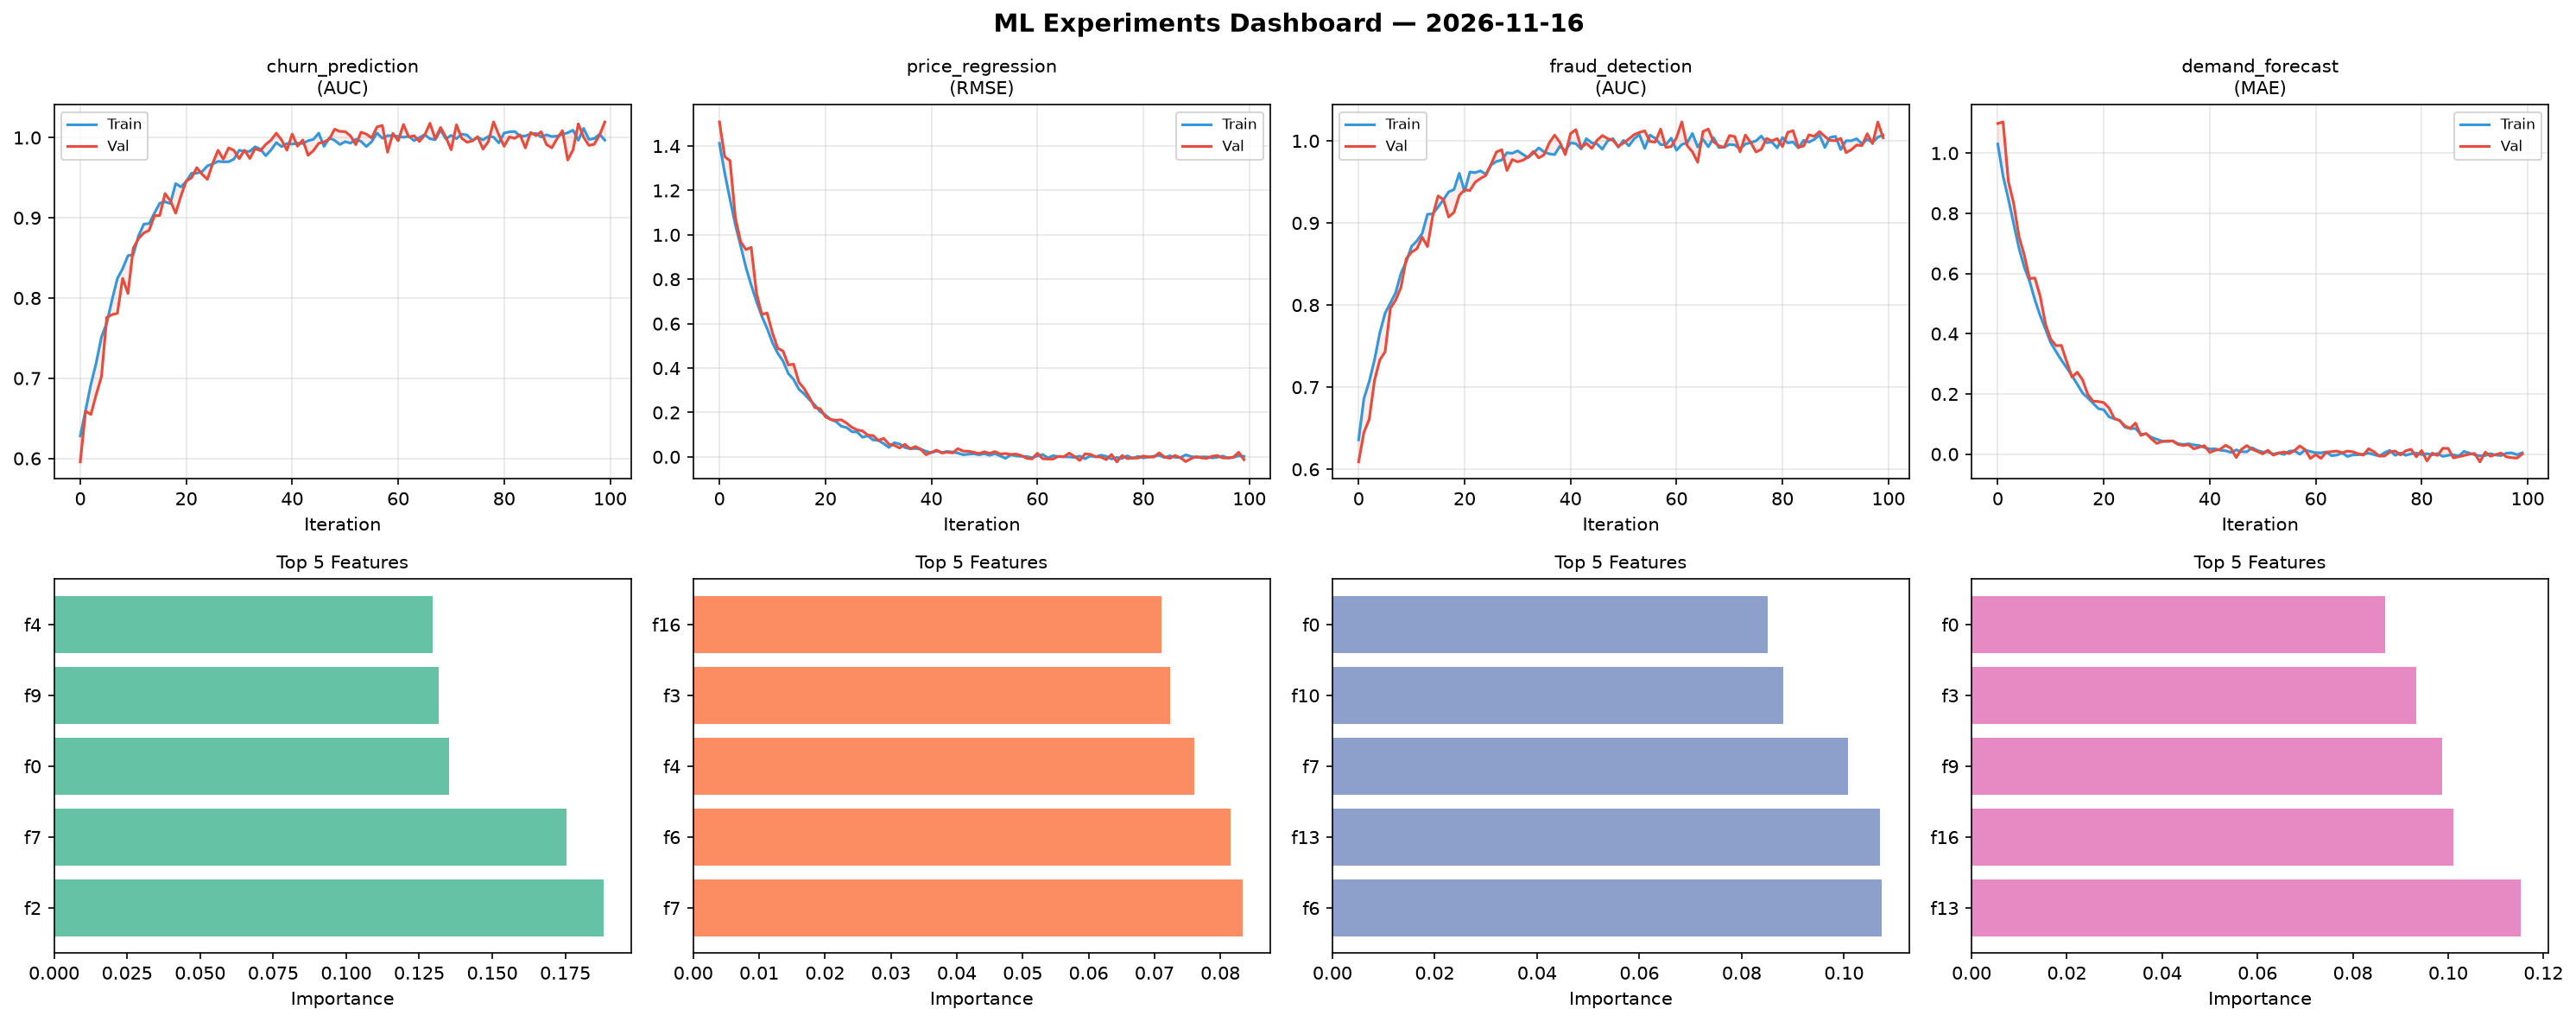 ML Experiments Dashboard — 2026-11-16
churn_prediction
(AUC)
Train
Val
1.0
0.9
0.8
0.7
0.6
0 20 40 60 80 100
Iteration
price_regression
(RMSE)
Train
Val
1.4
1.2
1.0
0.8
0.6
0.4
0.2
0.0
0 20 40 60 80 100
Iteration
fraud_detection
(AUC)
Train
Val
1.0
0.9
0.8
0.7
0.6
0 20 40 60 80 100
Iteration
demand_forecast
(MAE)
Train
Val
1.0
0.8
0.6
0.4
0.2
0.0
0 20 40 60 80 100
Iteration
Top 5 Features
f4
f9
f0
f7
f2
0.000 0.025 0.050 0.075 0.100 0.125 0.150 0.175
Importance
Top 5 Features
f16
f3
f4
f6
f7
0.00 0.01 0.02 0.03 0.04 0.05 0.06 0.07 0.08
Importance
Top 5 Features
f0
f10
f7
f13
f6
0.00 0.02 0.04 0.06 0.08 0.10
Importance
Top 5 Features
f0
f3
f9
f16
f13
0.00 0.02 0.04 0.06 0.08 0.10 0.12
Importance